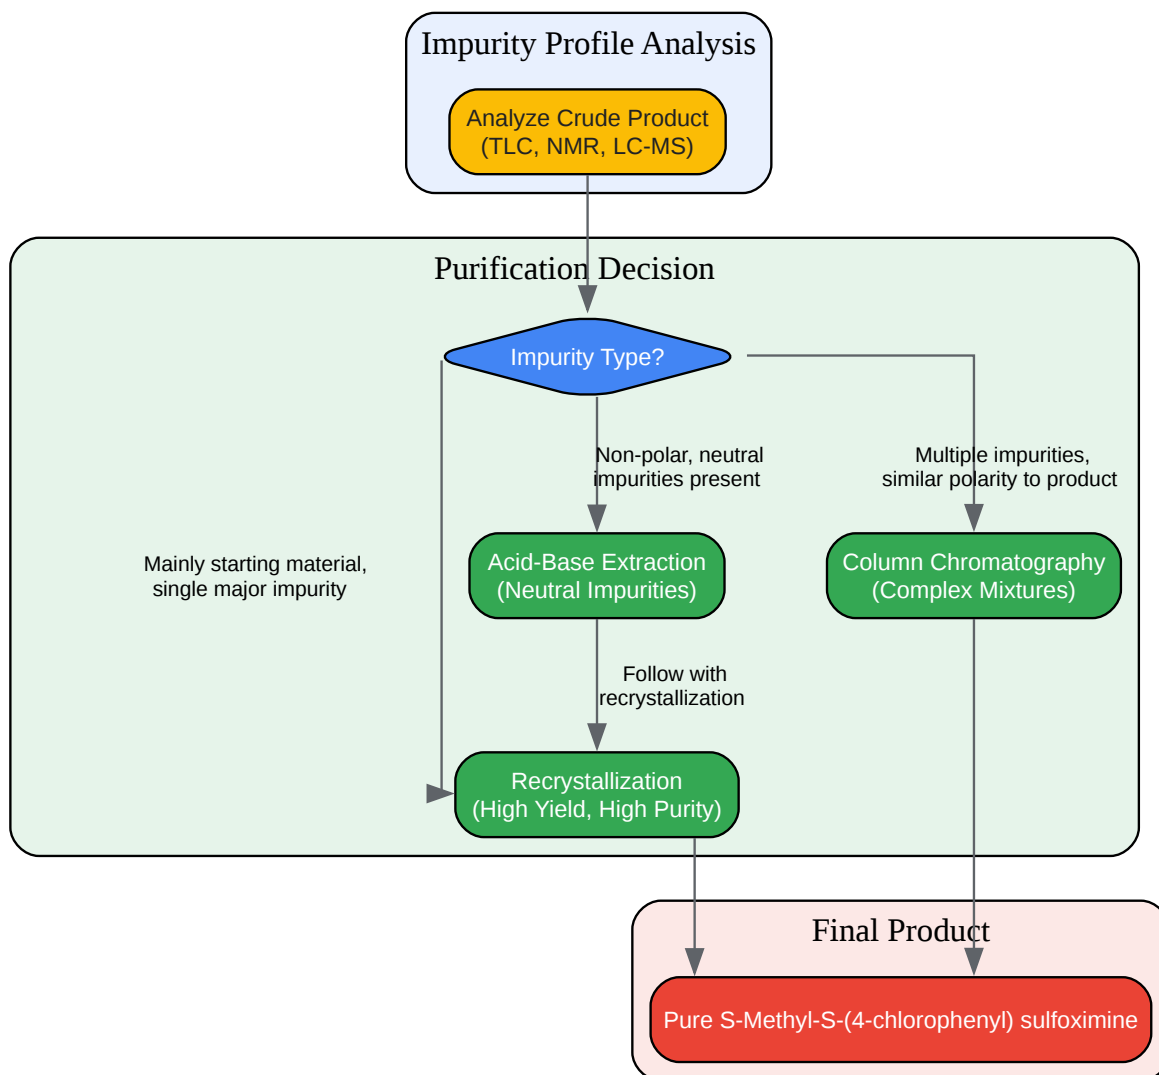 Impurity Profile Analysis
Analyze Crude Product
(TLC, NMR, LC-MS)
Purification Decision
Impurity Type?
Non-polar, neutral
impurities present
Multiple impurities,
similar polarity to product
Mainly starting material,
single major impurity
Acid-Base Extraction
(Neutral Impurities)
Column Chromatography
(Complex Mixtures)
Follow with
recrystallization
Recrystallization
(High Yield, High Purity)
Final Product
Pure S-Methyl-S-(4-chlorophenyl) sulfoximine